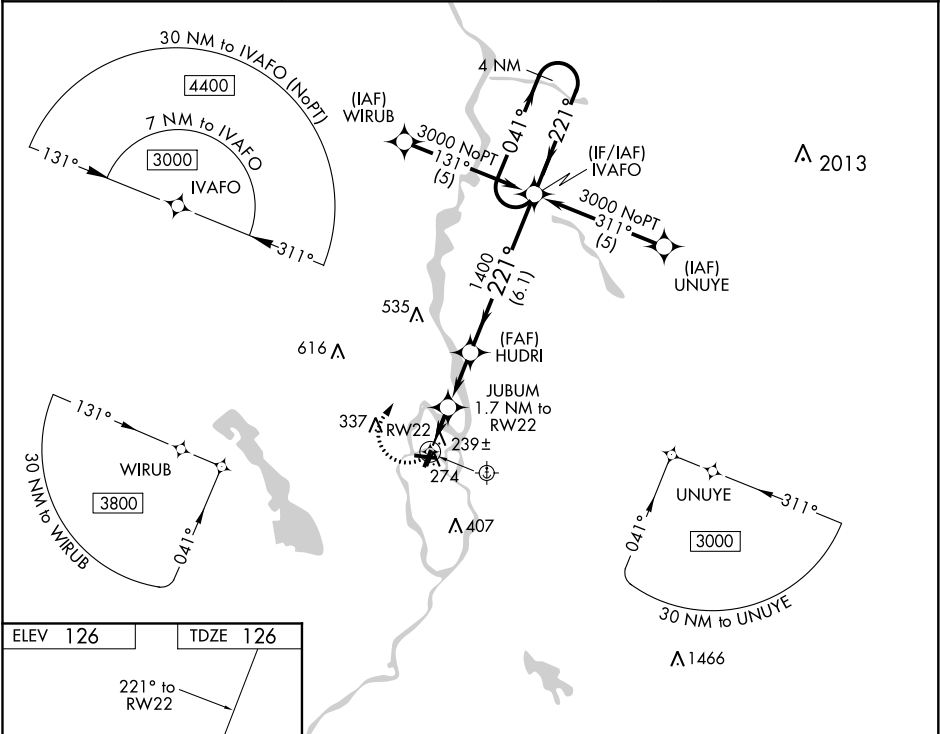 30 NM to IVAFO (NoPT)
4400
7 NM to IVAFO
3000
IVAFO
131°
311°
4 NM
041°
221°
(IAF)
WIRUB
3000 NoPT
131°
(5)
(IF/IAF)
IVAFO
3000 NoPT
311°
(5)
(IAF)
UNUYE
2013
1400
221°
(6.1)
535
616
(FAF)
HUDRI
JUBUM
1.7 NM to
RW22
337
RW22
239±
274
407
131°
WIRUB
3800
041°
30 NM to WIRUB
UNUYE
311°
041°
3000
30 NM to UNUYE
1466
ELEV 126
TDZE 126
221° to
RW22